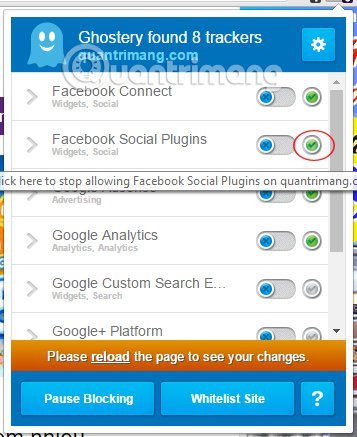 Ghostery found 8 trackers
quantrimang.com
Quantrimang
Facebook Connect
Widgets, Social
Facebook Social Plugins
Widgets, Social
lick here to stop allowing Facebook Social Plugins on quantrimang.c
Advertising
Google Analytics
Analytics, Analytics
Google Custom Search E...
Widgets, Search
Google+ Platform
Please reload the page to see your changes.
Pause Blocking
Whitelist Site
?